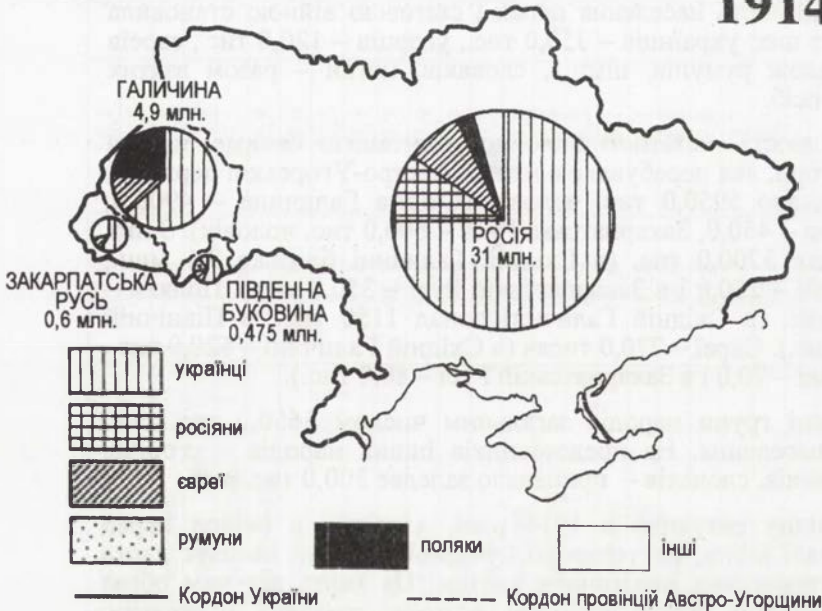 1914
ГАЛИЧИНА
4,9 млн.
РОСІЯ
31 млн.
ЗАКАРПАТСЬКА
РУСЬ
0,6 млн.
ПІВДЕННА
БУКОВИНА
0,475 млн.
українці
росіяни
євреї
румуни
поляки
інші
Кордон України
Кордон провінцій Австро-Угорщини